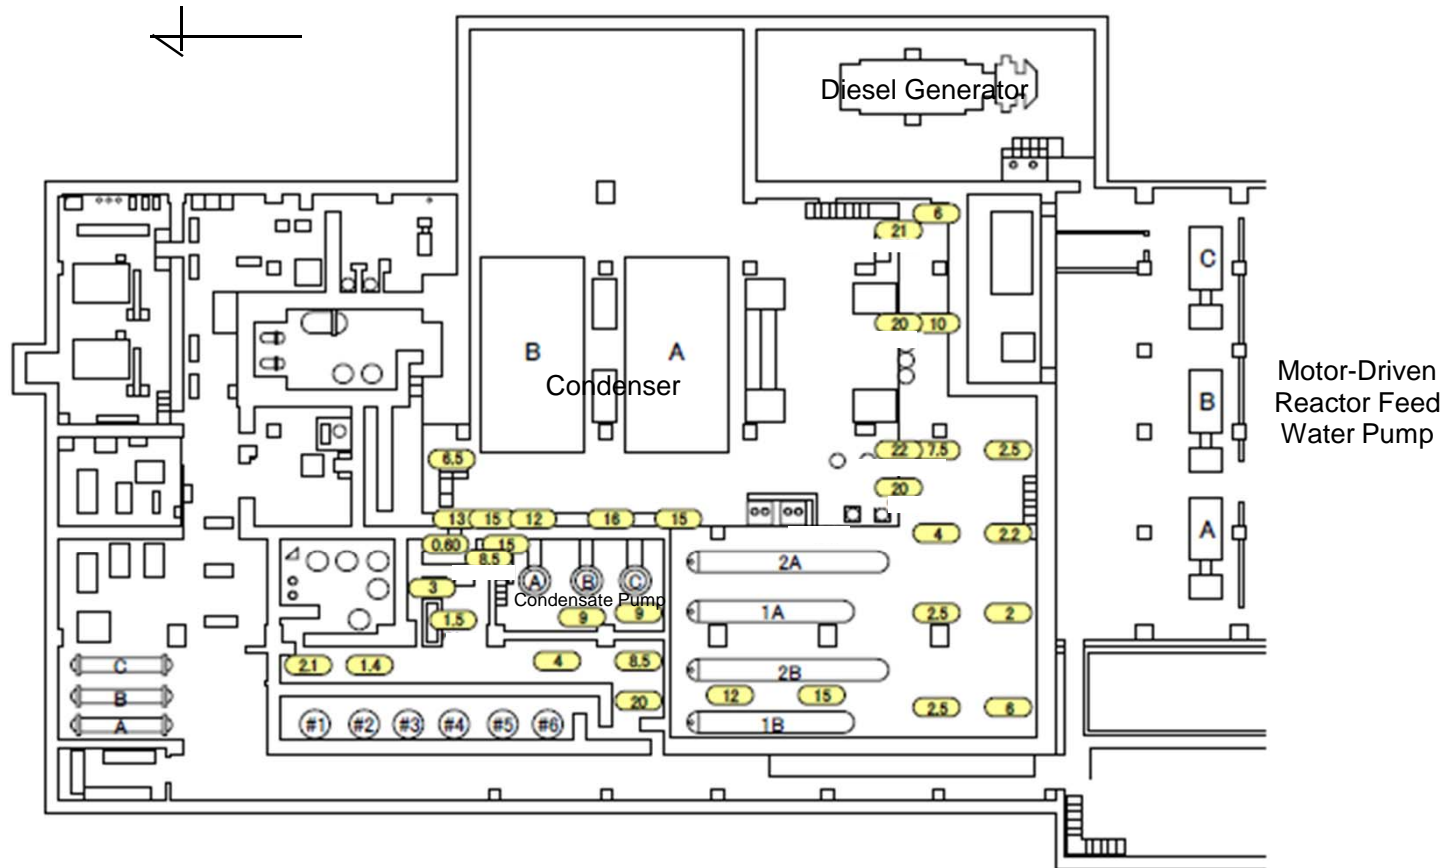 Diesel Generator
6
21
C
20
10
B
A
Condenser
Motor-Driven
Reactor Feed
Water Pump
B
6.5
22
7.5
2.5
20
13
15
12
16
15
4
2.2
A
0.60
15
8.5
2A
A
B
C
3
Condensate Pump
1.5
9
9
1A
2.5
2
C
2.1
1.4
4
8.5
2B
B
12
15
20
2.5
6
A
#1
#2
#3
#4
#5
#6
1B